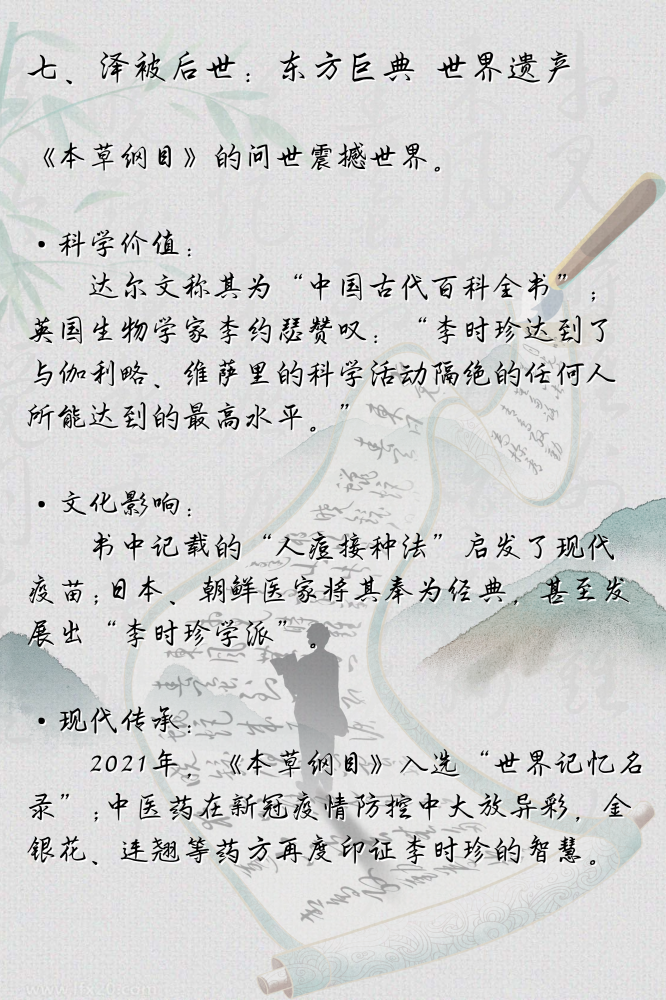 七、泽被后世：东方巨典 世界遗产
《本草纲目》的问世震撼世界。
·科学价值：
达尔文称其为“中国古代百科全书”；
英国生物学家李约瑟赞叹：“李时珍达到了
与伽利略、维萨里的科学活动隔绝的任何人
所能达到的最高水平。”
·文化影响：
书中记载的“人痘接种法”启发了现代
疫苗；日本、朝鲜医家将其奉为经典，甚至发
展出“李时珍学派”。
·现代传承：
2021年，《本草纲目》入选“世界记忆名
录”；中医药在新冠疫情防控中大放异彩，金
银花、连翘等药方再度印证李时珍的智慧。